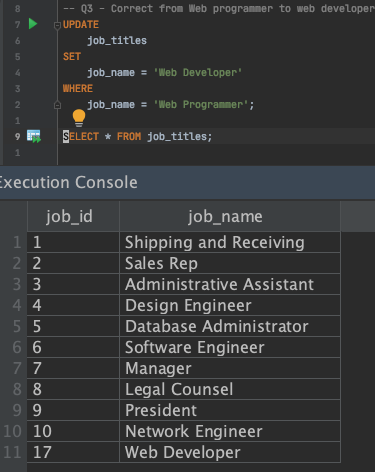 8 -- Q3 - Correct from Web programmer to web developer
7 UPDATE
6 job_titles
5 SET
4 job_name = 'Web Developer'
3 WHERE
2 job_name = 'Web Programmer';
1
9 SELECT * FROM job_titles;
1
Execution Console
job_id job_name
1 1 Shipping and Receiving
2 2 Sales Rep
3 3 Administrative Assistant
4 4 Design Engineer
5 5 Database Administrator
6 6 Software Engineer
7 7 Manager
8 8 Legal Counsel
9 9 President
10 10 Network Engineer
11 17 Web Developer